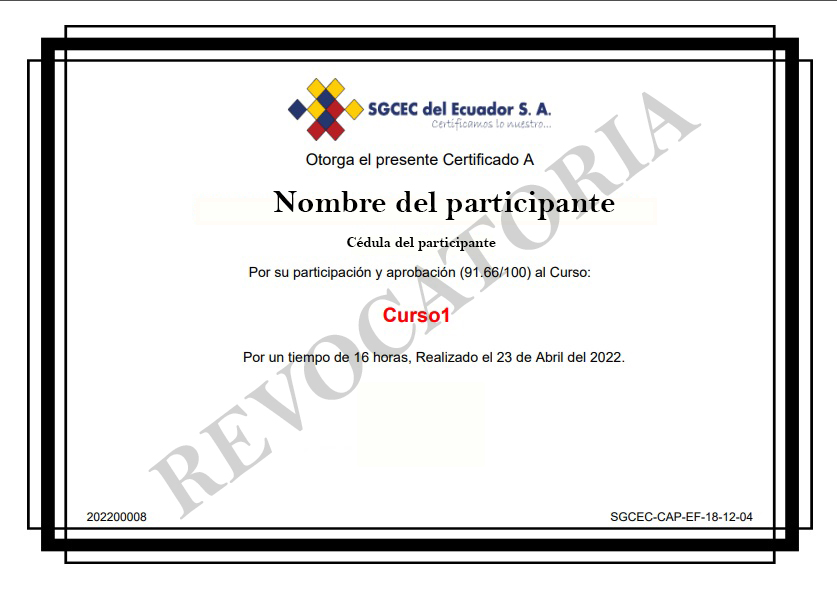 SGCEC del Ecuador S. A.
Certificamos lo nuestro...
Otorga el presente Certificado A
Nombre del participante
Cédula del participante
Por su participación y aprobación (91.66/100) al Curso:
Curso1
Por un tiempo de 16 horas, Realizado el 23 de Abril del 2022.
REVOCATORIA
202200008
SGCEC-CAP-EF-18-12-04